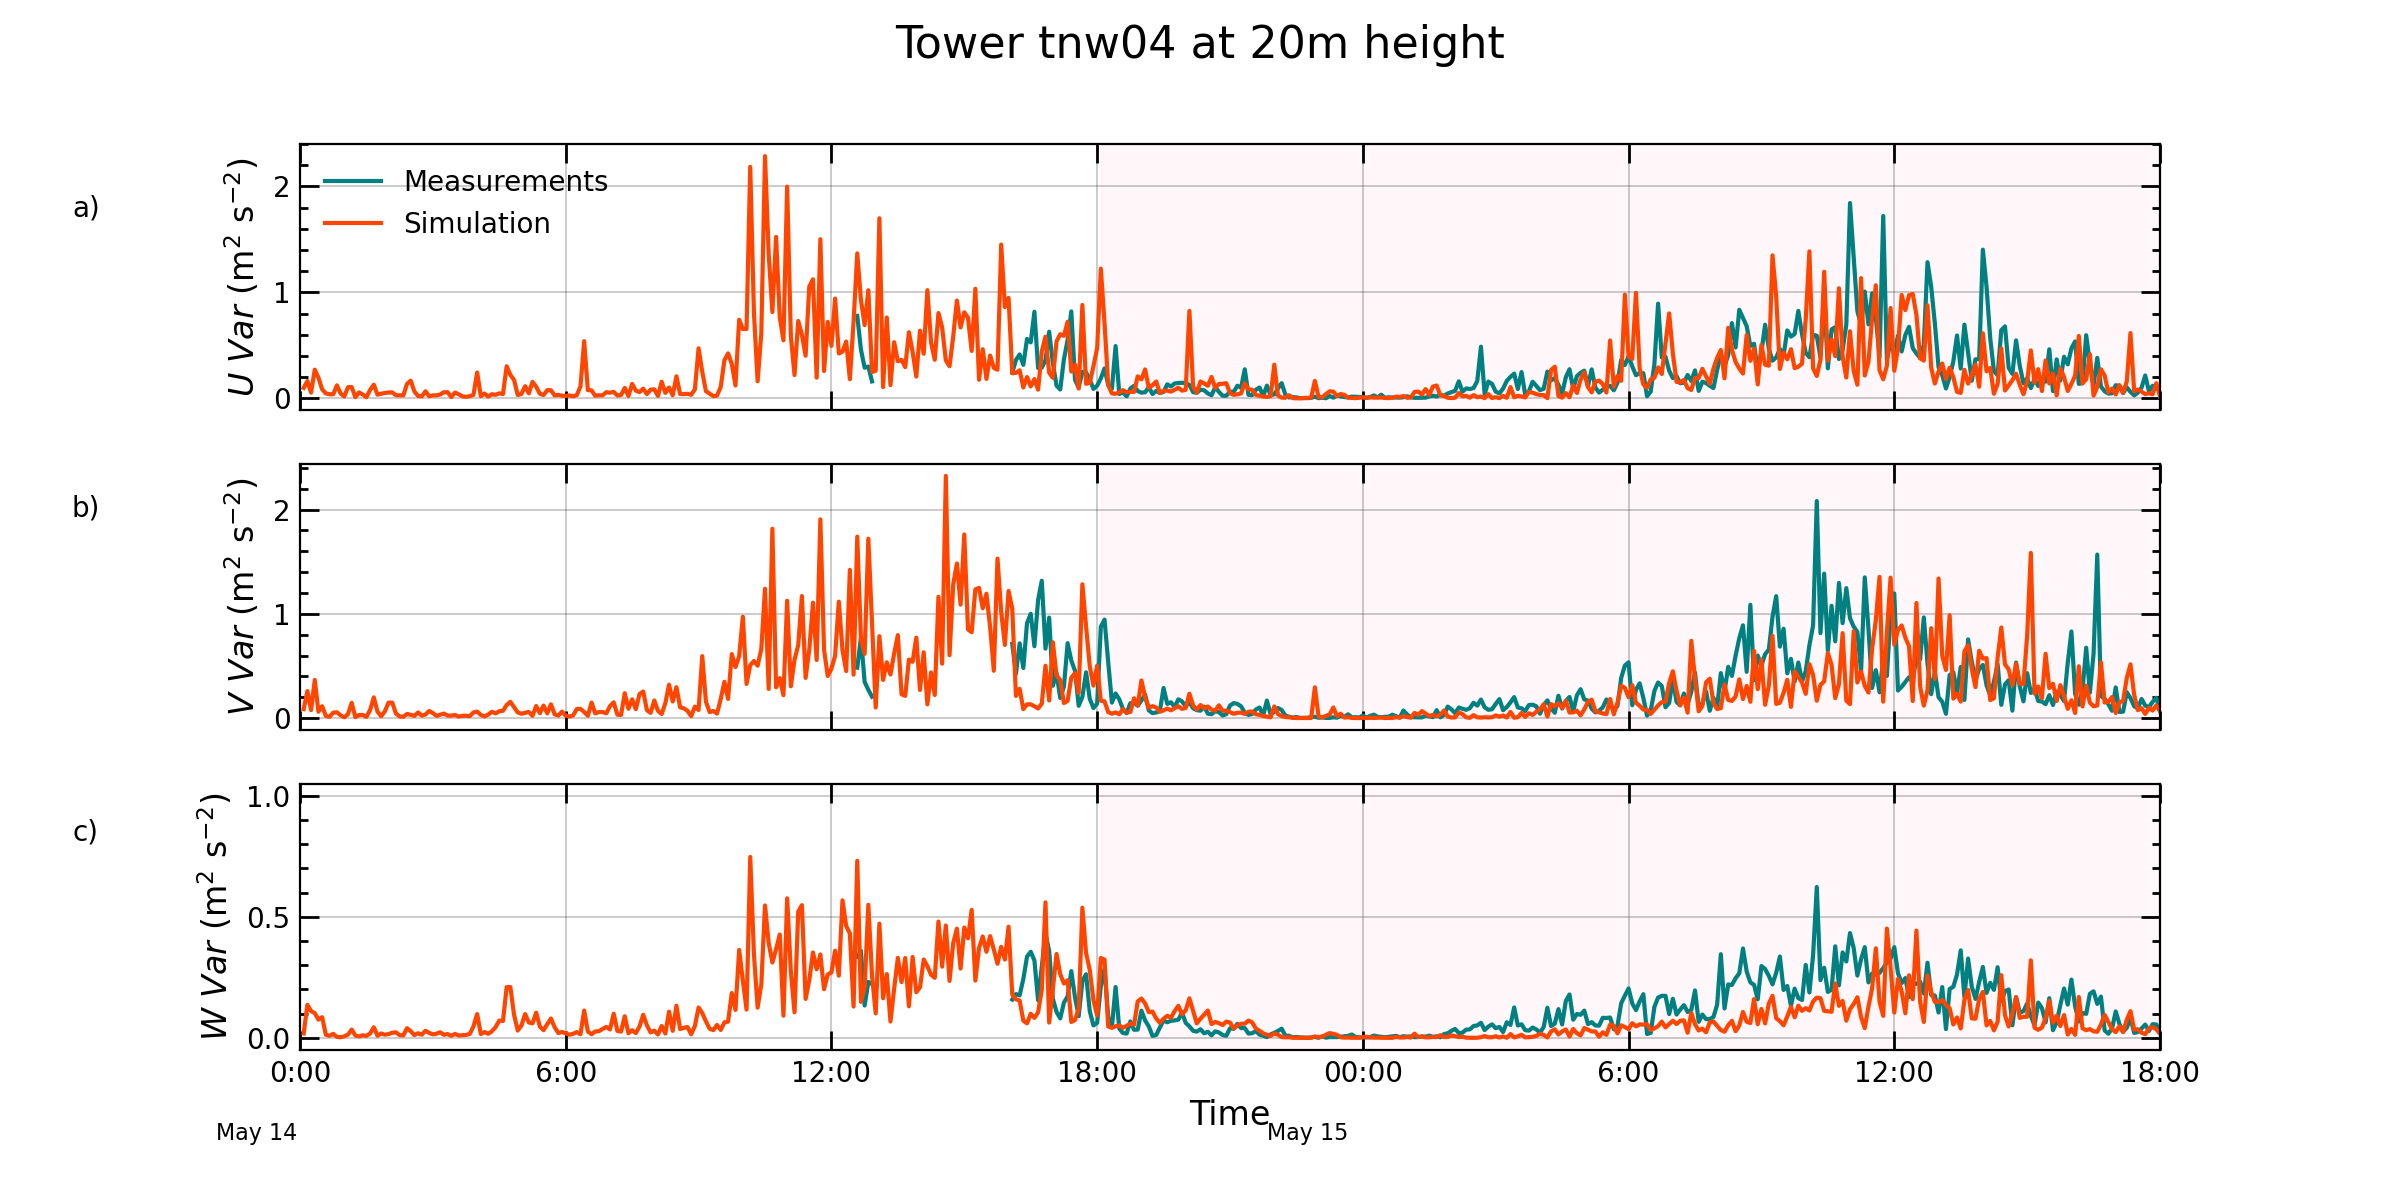 Tower tnw04 at 20m height
a)
U Var (m² s⁻²)
2
1
0
Measurements
Simulation
b)
V Var (m² s⁻²)
2
1
0
c)
W Var (m² s⁻²)
1.0
0.5
0.0
0:00 6:00 12:00 18:00 00:00 6:00 12:00 18:00
Time
May 14 May 15